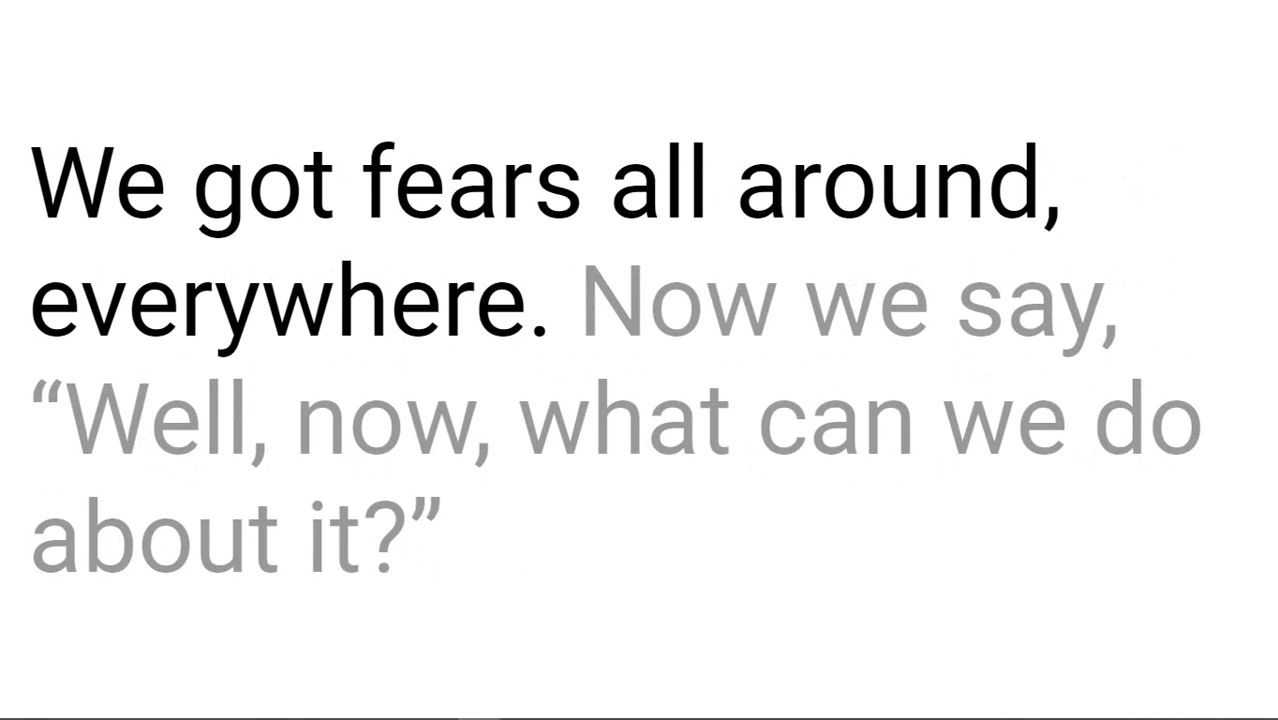 We got fears all around,
everywhere. Now we say,
“Well, now, what can we do
about it?”